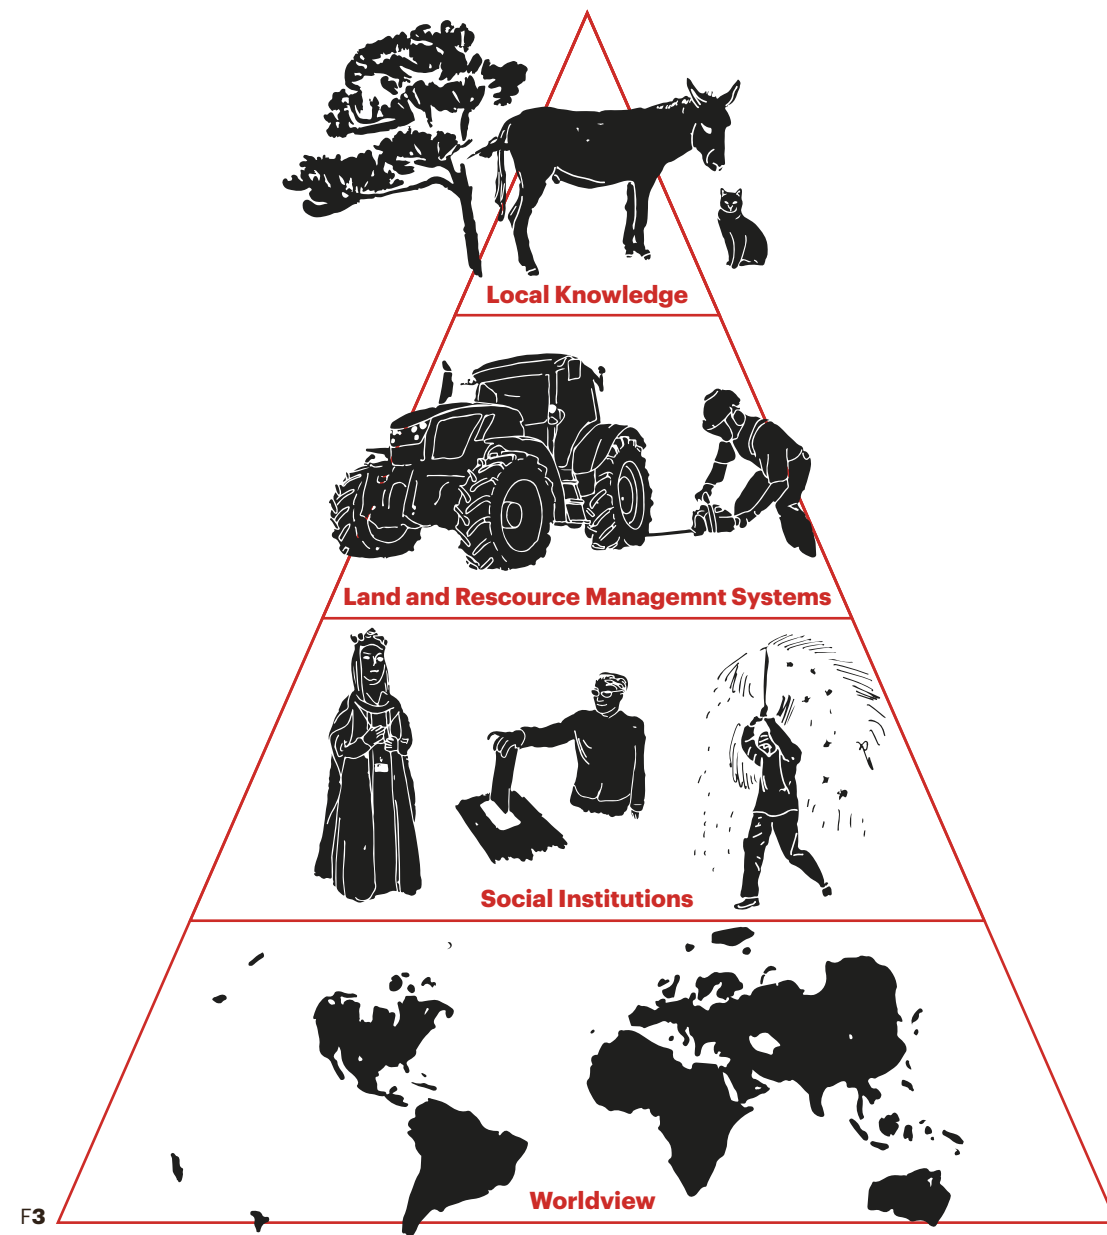 Local Knowledge
Land and Rescource Managemnt Systems
Social Institutions
Worldview
F3